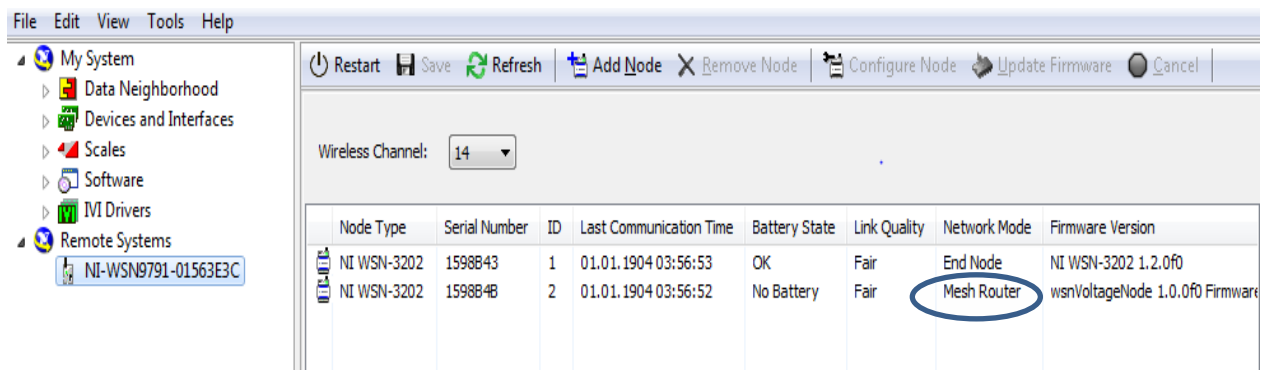 File Edit View Tools Help
My System
Data Neighborhood
Devices and Interfaces
Scales
Software
IVI Drivers
Remote Systems
NI-WSN9791-01563E3C
Restart Save Refresh Add Node Remove Node Configure Node Update Firmware Cancel
Wireless Channel: 14
Node Type Serial Number ID Last Communication Time Battery State Link Quality Network Mode Firmware Version
NI WSN-3202 1598B43 1 01.01.1904 03:56:53 OK Fair End Node NI WSN-3202 1.2.0f0
NI WSN-3202 1598B4B 2 01.01.1904 03:56:52 No Battery Fair Mesh Router wsnVoltageNode 1.0.0f0 Firmware